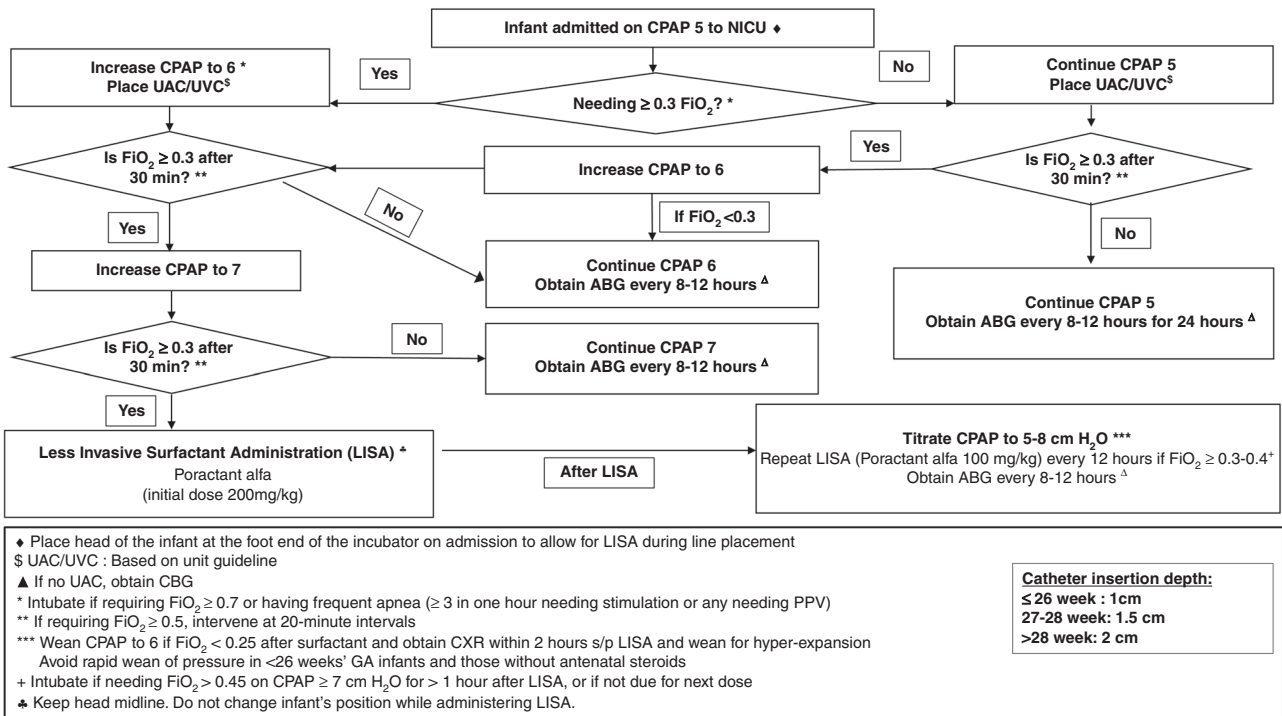 Infant admitted on CPAP 5 to NICU ♦
Increase CPAP to 6 *
Place UAC/UVC$
Yes
No
Continue CPAP 5
Place UAC/UVC$
Needing ≥ 0.3 FiO₂? *
Is FiO₂ ≥ 0.3 after
30 min? **
Increase CPAP to 6
Yes
Is FiO₂ ≥ 0.3 after
30 min? **
No
If FiO₂ <0.3
Yes
No
Increase CPAP to 7
Continue CPAP 6
Obtain ABG every 8-12 hours Δ
Continue CPAP 5
Obtain ABG every 8-12 hours for 24 hours Δ
Is FiO₂ ≥ 0.3 after
30 min? **
No
Continue CPAP 7
Obtain ABG every 8-12 hours Δ
Yes
Less Invasive Surfactant Administration (LISA) ♣
Poractant alfa
(initial dose 200mg/kg)
After LISA
Titrate CPAP to 5-8 cm H₂O ***
Repeat LISA (Poractant alfa 100 mg/kg) every 12 hours if FiO₂ ≥ 0.3-0.4⁺
Obtain ABG every 8-12 hours Δ
♦ Place head of the infant at the foot end of the incubator on admission to allow for LISA during line placement
$ UAC/UVC : Based on unit guideline
▲ If no UAC, obtain CBG
* Intubate if requiring FiO₂ ≥ 0.7 or having frequent apnea (≥ 3 in one hour needing stimulation or any needing PPV)
** If requiring FiO₂ ≥ 0.5, intervene at 20-minute intervals
*** Wean CPAP to 6 if FiO₂ < 0.25 after surfactant and obtain CXR within 2 hours s/p LISA and wean for hyper-expansion
Avoid rapid wean of pressure in <26 weeks' GA infants and those without antenatal steroids
+ Intubate if needing FiO₂ > 0.45 on CPAP ≥ 7 cm H₂O for > 1 hour after LISA, or if not due for next dose
♣ Keep head midline. Do not change infant's position while administering LISA.
Catheter insertion depth:
≤ 26 week : 1cm
27-28 week: 1.5 cm
>28 week: 2 cm